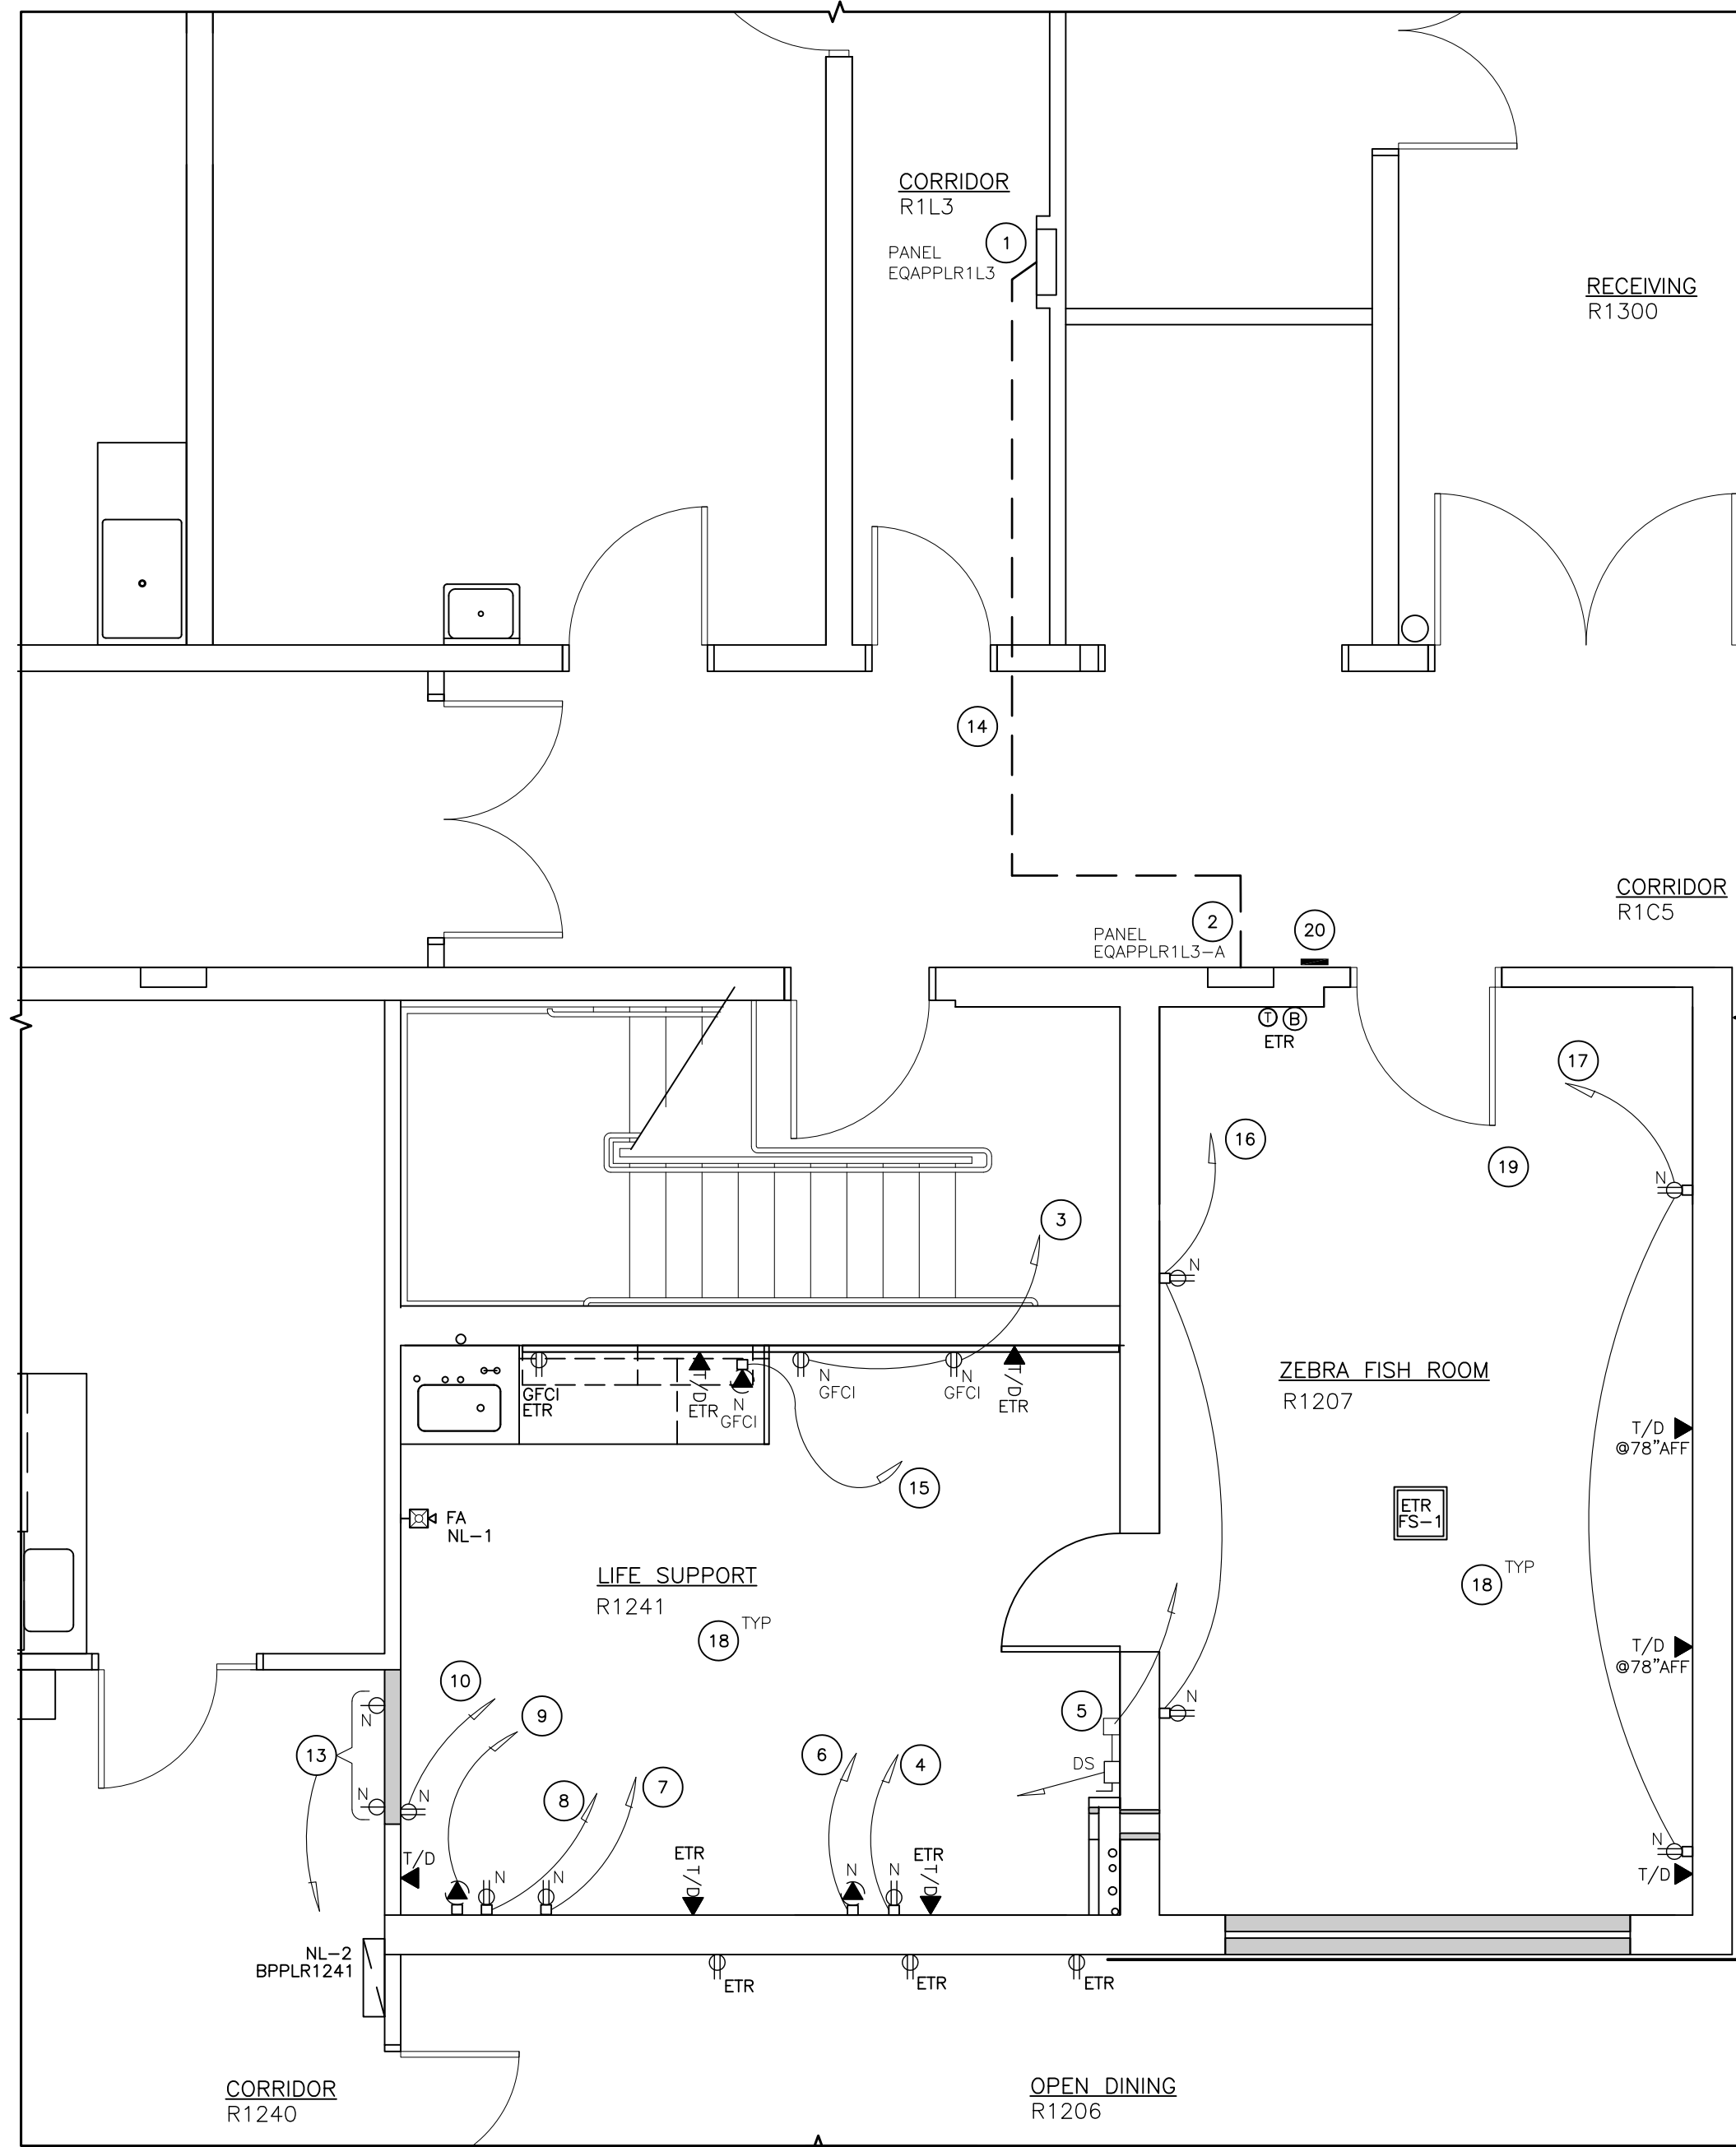 CORRIDOR
R1L3
1
PANEL
EQAPPLR1L3
RECEIVING
R1300
14
CORRIDOR
R1C5
2
20
PANEL
EQAPPLR1L3-A
T B
ETR
17
16
19
N
3
N
GFCI
ETR
T/D
ETR
N
GFCI
N
GFCI
N
GFCI
T/D
ETR
ZEBRA FISH ROOM
R1207
T/D
@78"AFF
15
ETR
FS-1
FA
NL-1
LIFE SUPPORT
R1241
18 TYP
18 TYP
T/D
@78"AFF
10
9
N
13
6
4
5
N
DS
8
7
N
N
T/D
N
N
ETR
T/D
N
N
ETR
T/D
N
T/D
NL-2
BPPLR1241
ETR
ETR
ETR
CORRIDOR
R1240
OPEN DINING
R1206